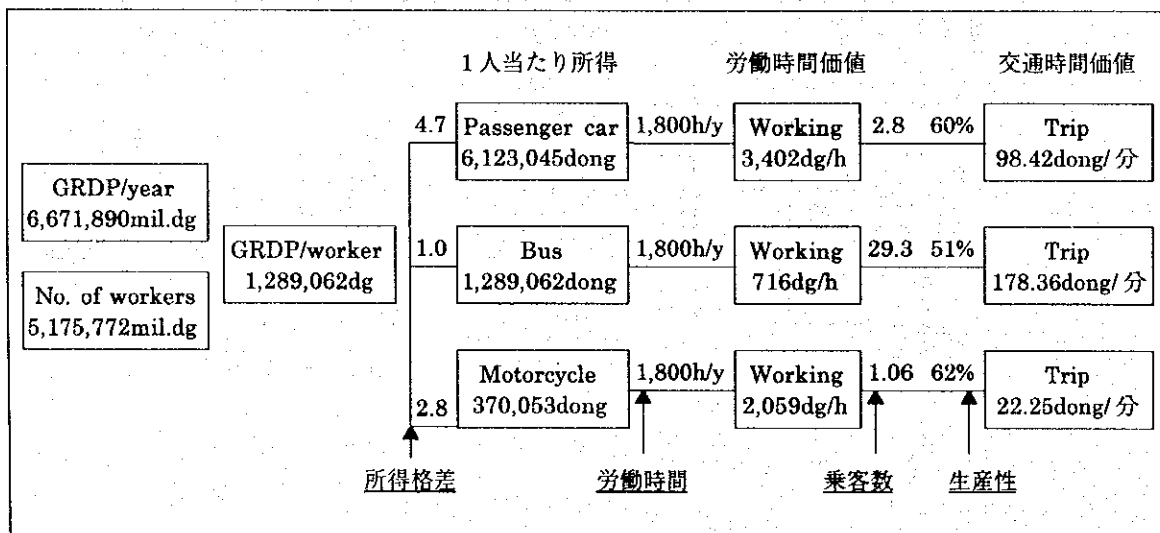 1人当たり所得 労働時間価値 交通時間価値
4.7 Passenger car 1,800h/y Working 2.8 60% Trip
6,123,045dong 3,402dg/h 98.42dong/分
GRDP/year
6,671,890mil.dg
GRDP/worker
1,289,062dg
1.0 Bus 1,800h/y Working 29.3 51% Trip
1,289,062dong 716dg/h 178.36dong/分
No. of workers
5,175,772mil.dg
2.8 Motorcycle 1,800h/y Working 1.06 62% Trip
370,053dong 2,059dg/h 22.25dong/分
所得格差 労働時間 乗客数 生産性